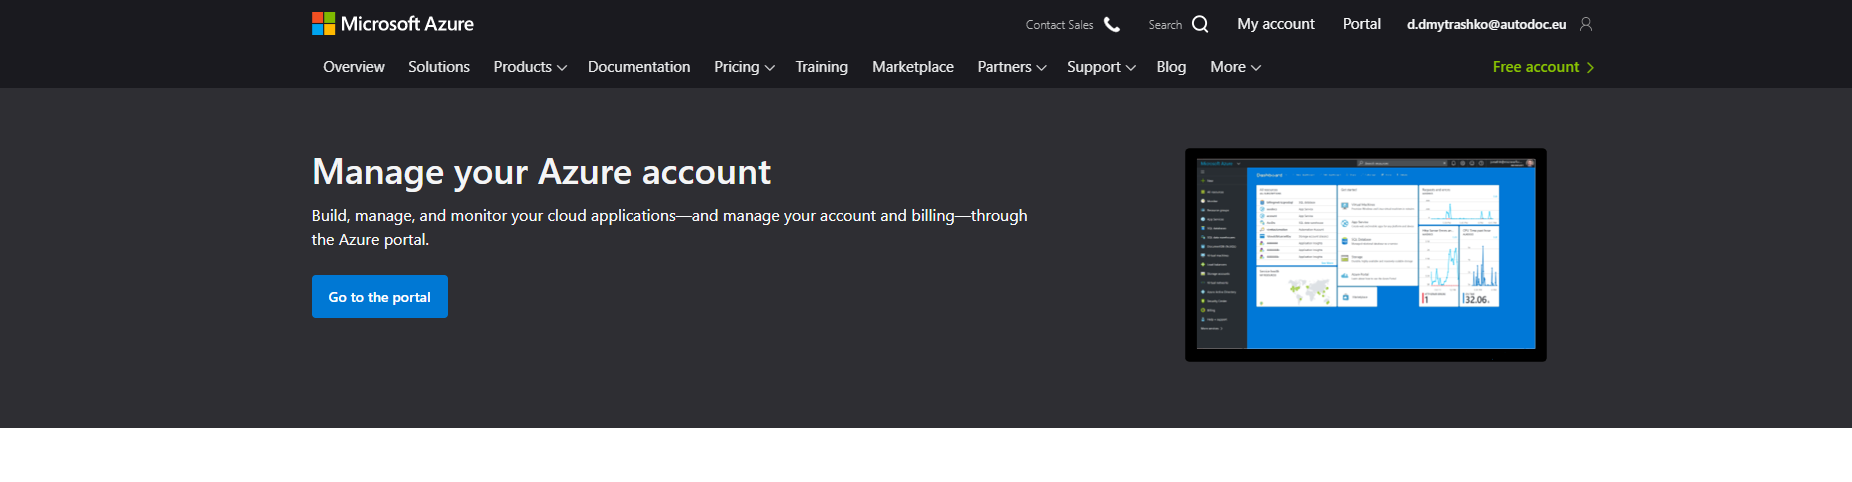 Microsoft Azure
Contact Sales
Search
My account
Portal
d.dmytrashko@autodoc.eu
Overview
Solutions
Products
Documentation
Pricing
Training
Marketplace
Partners
Support
Blog
More
Free account
Manage your Azure account
Build, manage, and monitor your cloud applications—and manage your account and billing—through
the Azure portal.
Go to the portal
Microsoft Azure
Dashboard
1
32.06